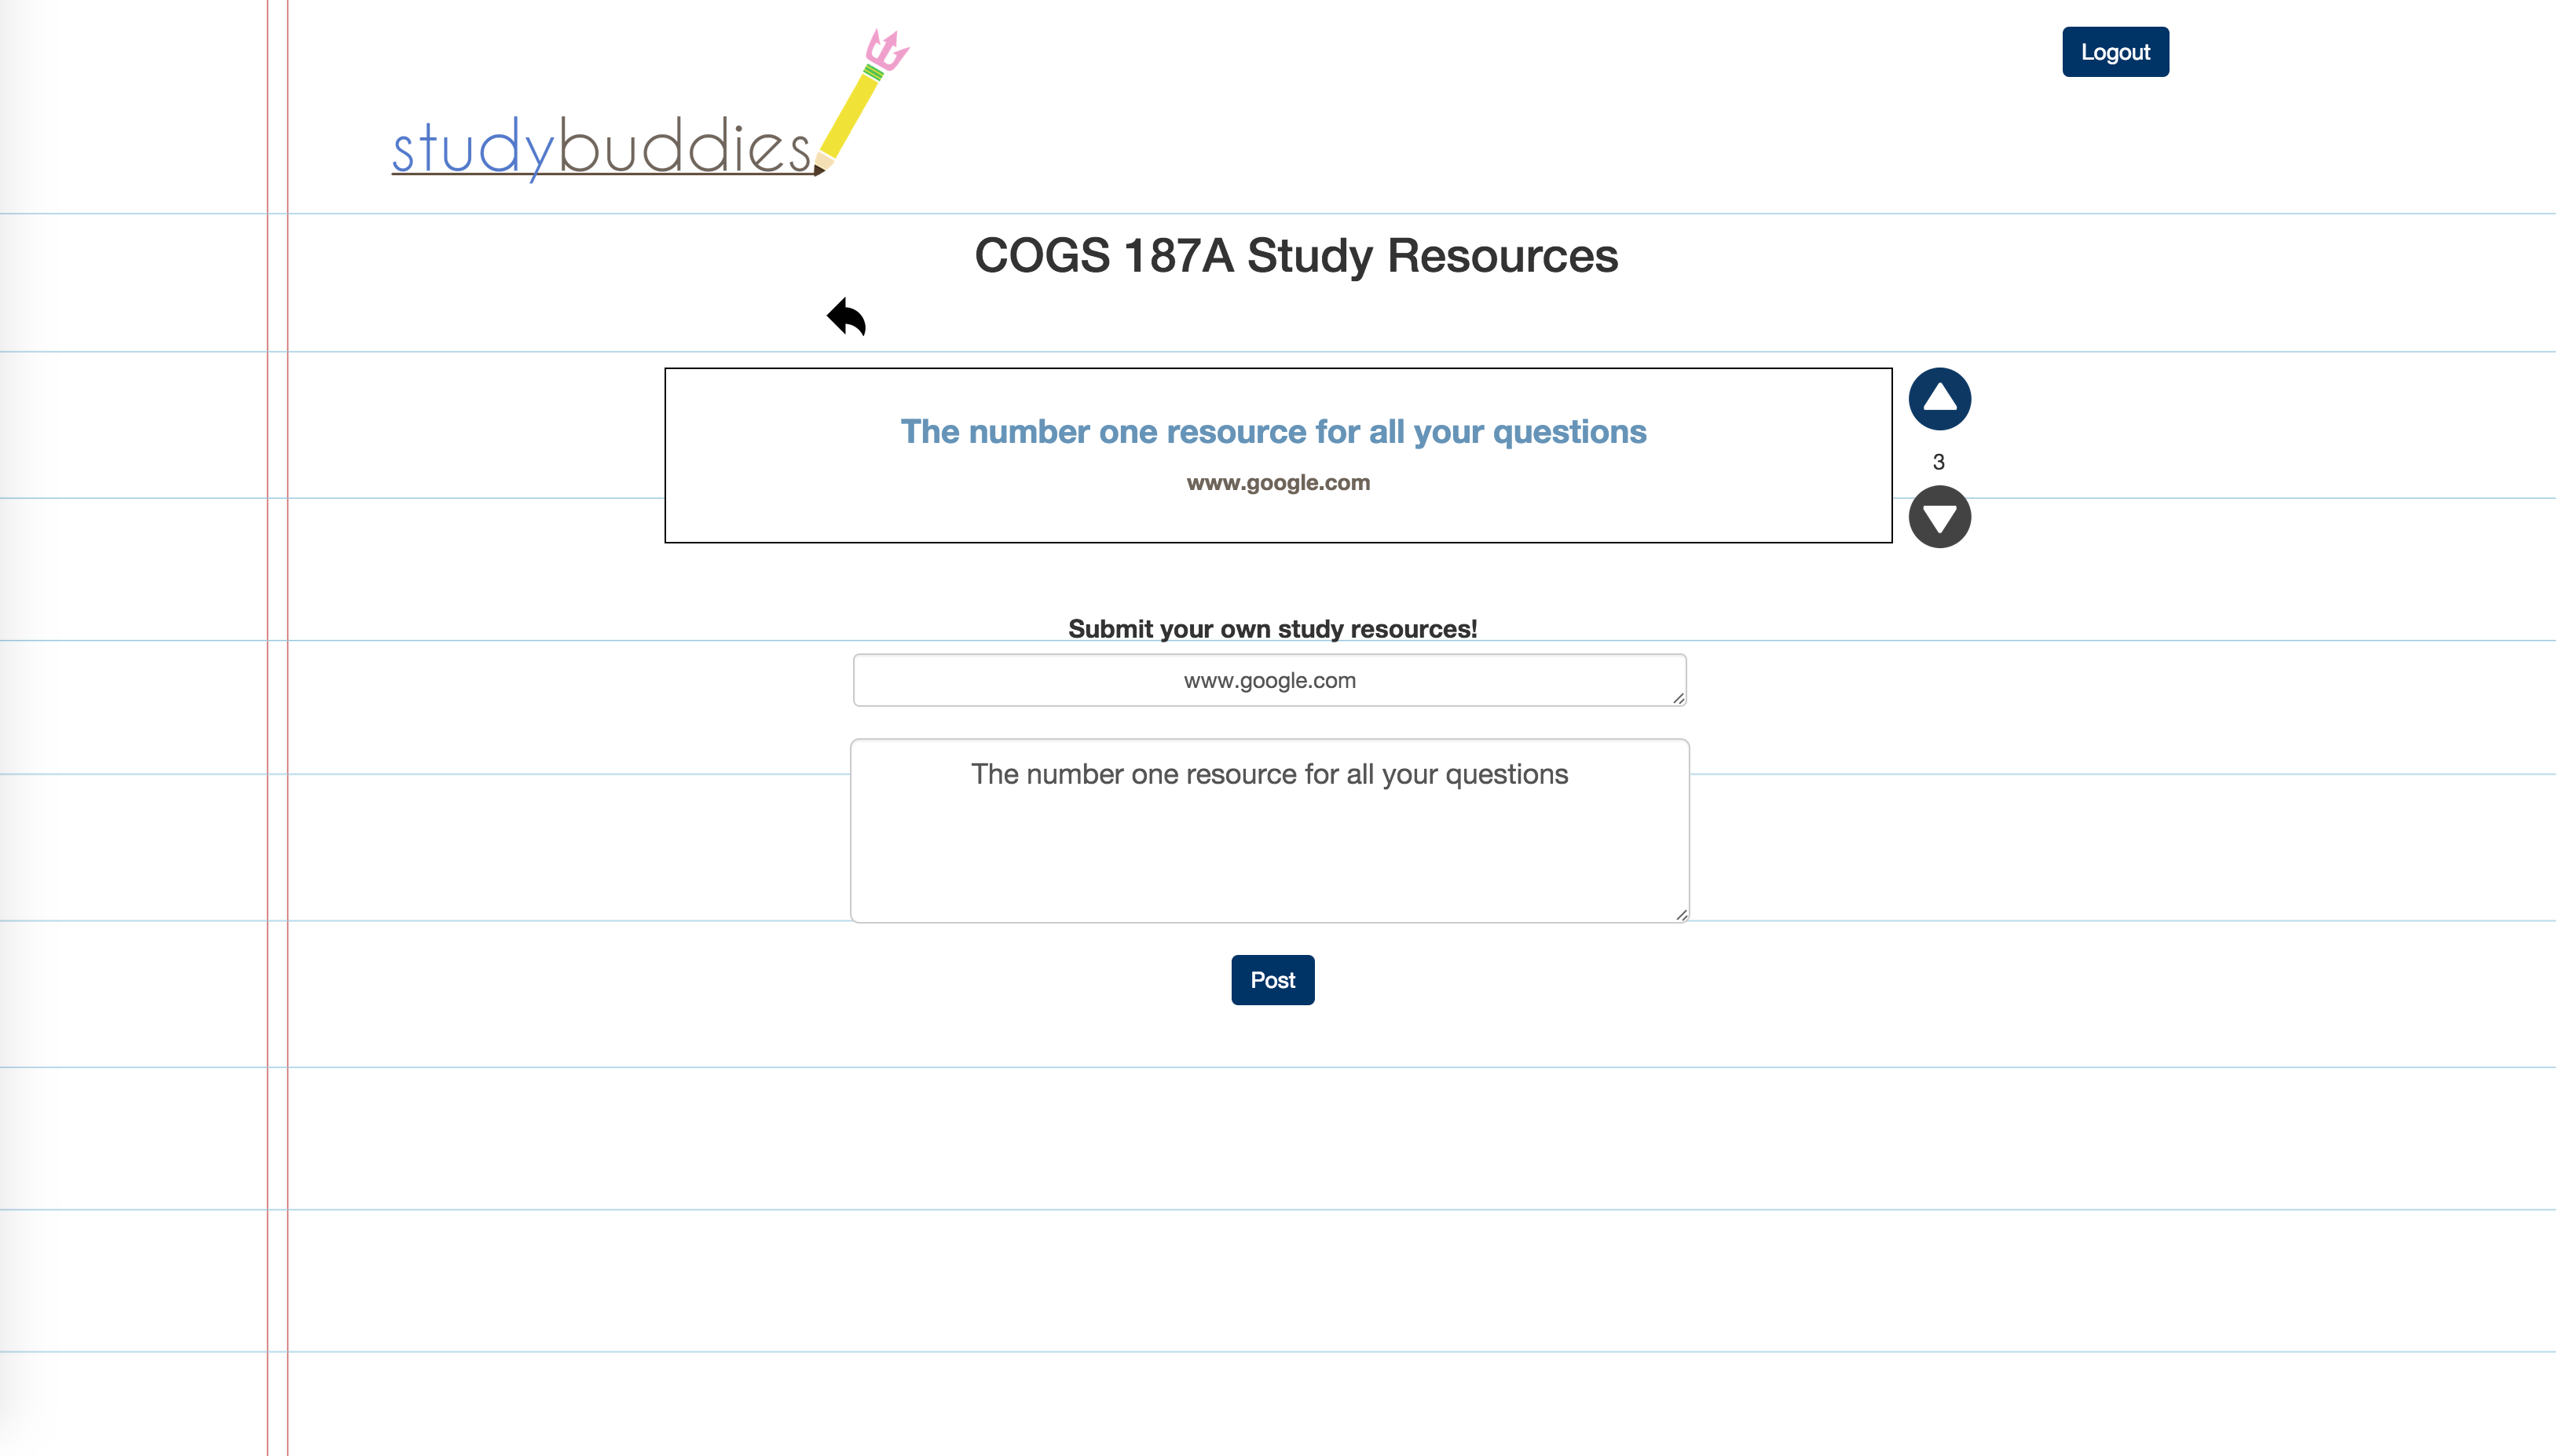 Logout
studybuddies
COGS 187A Study Resources
The number one resource for all your questions
www.google.com
3
Submit your own study resources!
www.google.com
The number one resource for all your questions
Post